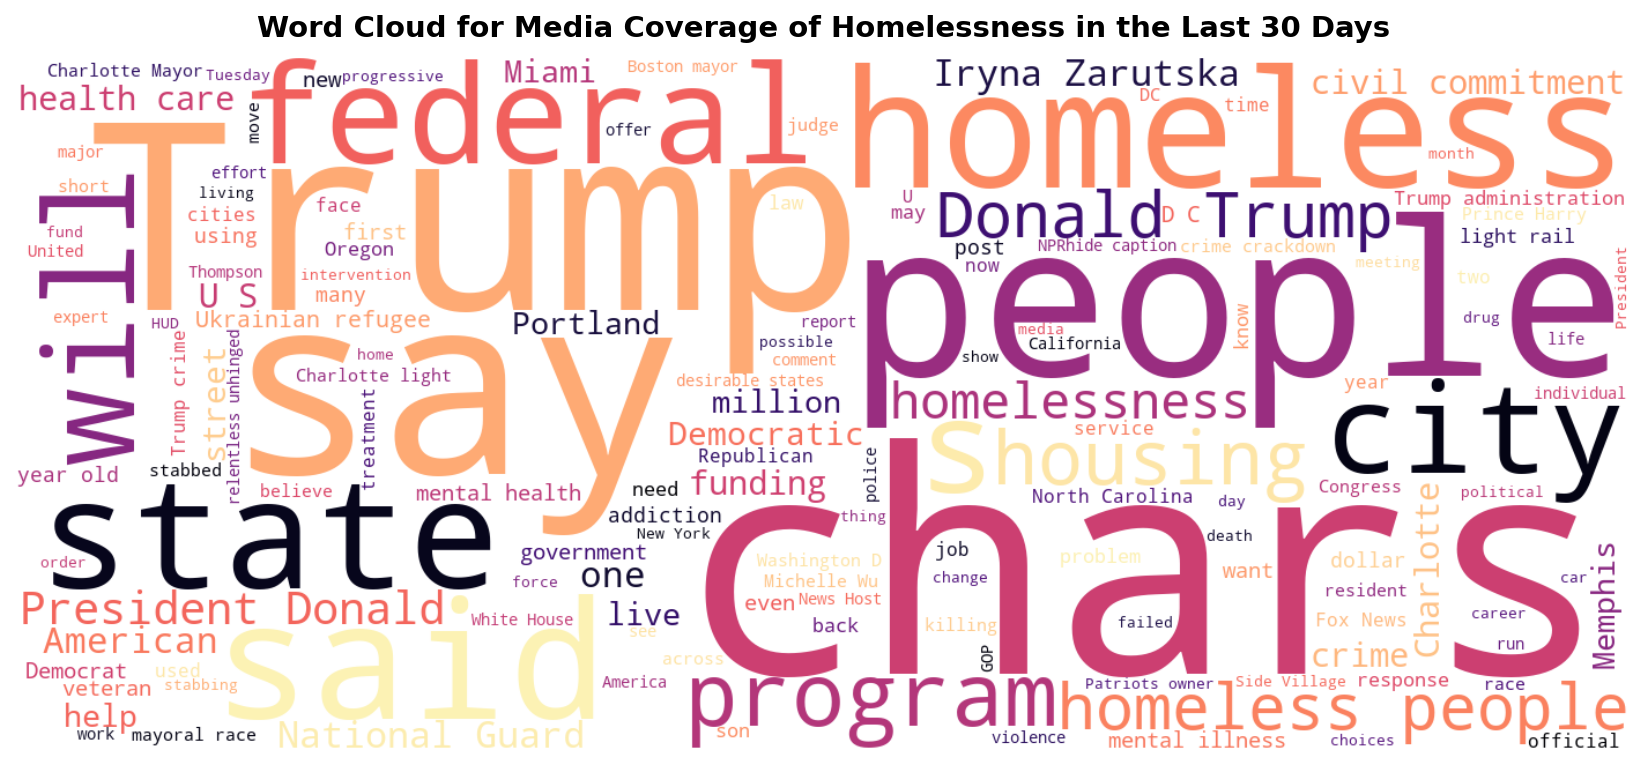 Word Cloud for Media Coverage of Homelessness in the Last 30 Days
Charlotte Mayor
Tuesday
new
progressive
Miami
Boston mayor
Iryna Zarutska
civil commitment
health care
move
federal
offer
judge
homeless
DC
time
month
major
short
will
Trump
effort
living
cities
using
face
first
Oregon
law
U
may
Donald Trump
D C
Trump administration
Prince Harry
light rail
fund
United
Thompson
intervention
U S
many
post
now
NPRhide caption
crime crackdown
people
meeting
two
President
expert
HUD
Ukrainian refugee
Portland
report
possible
comment
media
California
show
know
drug
life
Trump crime
street
relentless unhinged
say
home
Charlotte light
treatment
desirable states
million
homelessness
year
individual
city
year old
stabbed
believe
mental health
Democratic
Republican
funding
police
s
housing
service
state
need
addiction
New York
thing
North Carolina
day
Congress
political
chars
order
government
force
one
Washington D
Michelle Wu
even
News Host
job
change
problem
death
want
dollar
resident
Charlotte
car
Memphis
President Donald
said
White House
live
see
back
killing
failed
Fox News
career
run
American
Democrat
used
veteran
stabbing
help
work
mayoral race
National Guard
America
across
program
son
violence
GOP
Patriots owner
Side Village
crime
response
race
homeless people
mental illness
choices
official